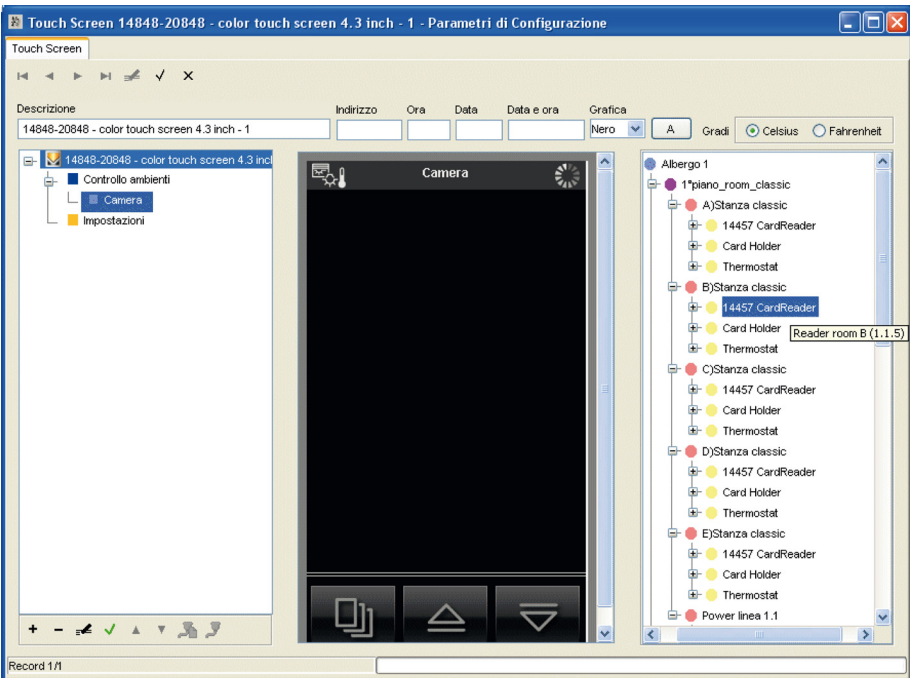 Touch Screen 14848-20848 - color touch screen 4.3 inch - 1 - Parametri di Configurazione
Touch Screen
Descrizione
Indirizzo
Ora
Data
Data e ora
Grafica
14848-20848 - color touch screen 4.3 inch - 1
Nero
A
Gradi
Celsius
Fahrenheit
14848-20848 - color touch screen 4.3 incl
Controllo ambienti
Camera
Impostazioni
Camera
Albergo 1
1°piano_room_classic
A)Stanza classic
14457 CardReader
Card Holder
Thermostat
B)Stanza classic
14457 CardReader
Card Holder
Reader room B (1.1.5)
Thermostat
C)Stanza classic
14457 CardReader
Card Holder
Thermostat
D)Stanza classic
14457 CardReader
Card Holder
Thermostat
E)Stanza classic
14457 CardReader
Card Holder
Thermostat
Power linea 1.1
Record 1/1